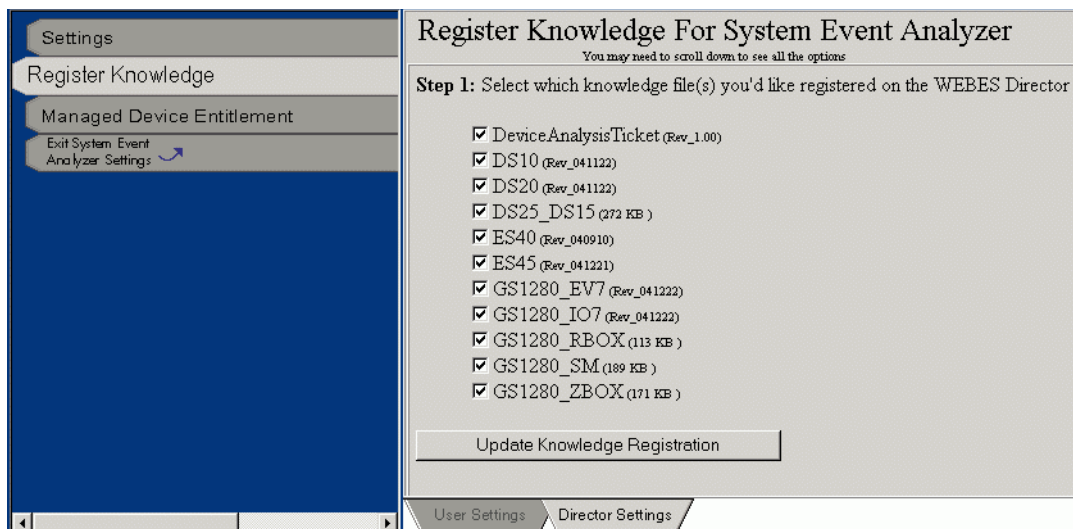 Settings
Register Knowledge
Managed Device Entitlement
Exit System Event
Analyzer Settings
Register Knowledge For System Event Analyzer
You may need to scroll down to see all the options
Step 1: Select which knowledge file(s) you'd like registered on the WEBES Director
DeviceAnalysisTicket (Rev_1.00)
DS10 (Rev_041122)
DS20 (Rev_041122)
DS25_DS15 (272 KB )
ES40 (Rev_040910)
ES45 (Rev_041221)
GS1280_EV7 (Rev_041222)
GS1280_IO7 (Rev_041222)
GS1280_RBOX (113 KB )
GS1280_SM (189 KB )
GS1280_ZBOX (171 KB )
Update Knowledge Registration
User Settings
Director Settings